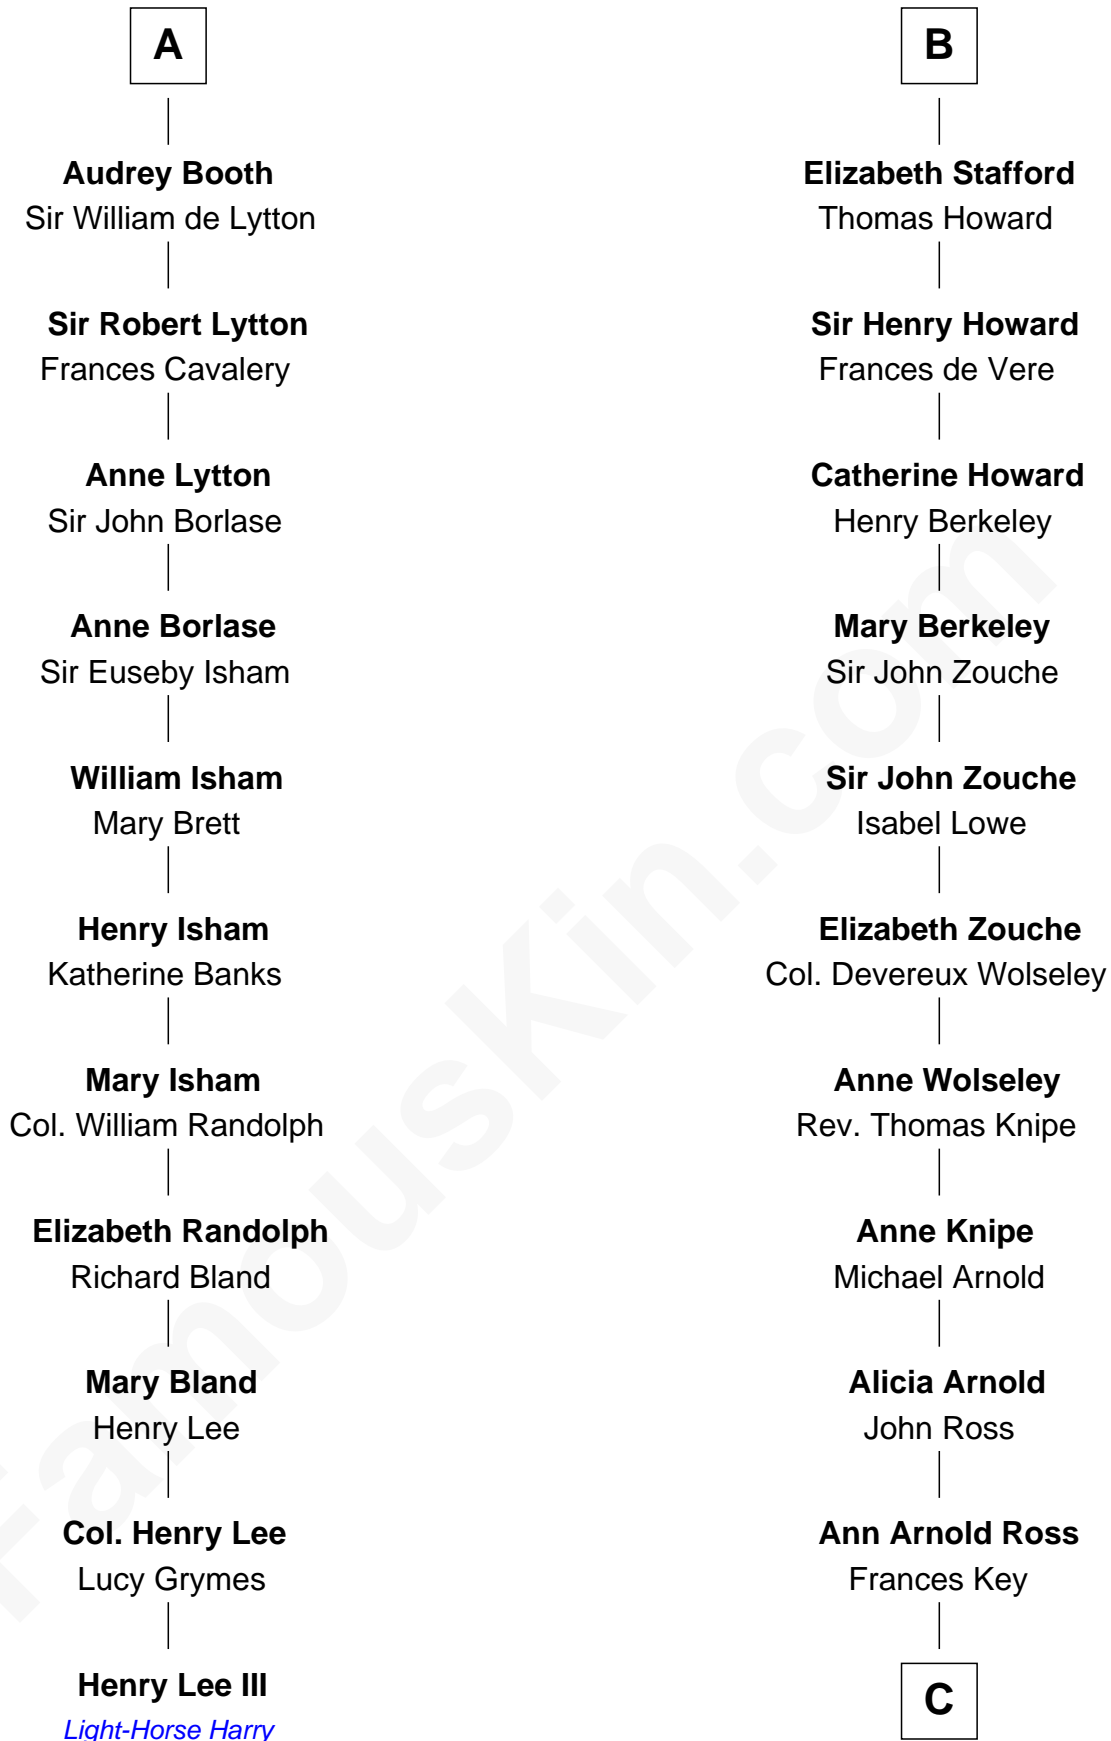 A
Audrey Booth
Sir William de Lytton
Sir Robert Lytton
Frances Cavalery
Anne Lytton
Sir John Borlase
Anne Borlase
Sir Euseby Isham
William Isham
Mary Brett
Henry Isham
Katherine Banks
Mary Isham
Col. William Randolph
Elizabeth Randolph
Richard Bland
Mary Bland
Henry Lee
Col. Henry Lee
Lucy Grymes
Henry Lee III
Light-Horse Harry
B
Elizabeth Stafford
Thomas Howard
Sir Henry Howard
Frances de Vere
Catherine Howard
Henry Berkeley
Mary Berkeley
Sir John Zouche
Sir John Zouche
Isabel Lowe
Elizabeth Zouche
Col. Devereux Wolseley
Anne Wolseley
Rev. Thomas Knipe
Anne Knipe
Michael Arnold
Alicia Arnold
John Ross
Ann Arnold Ross
Frances Key
C
FamousKin.com